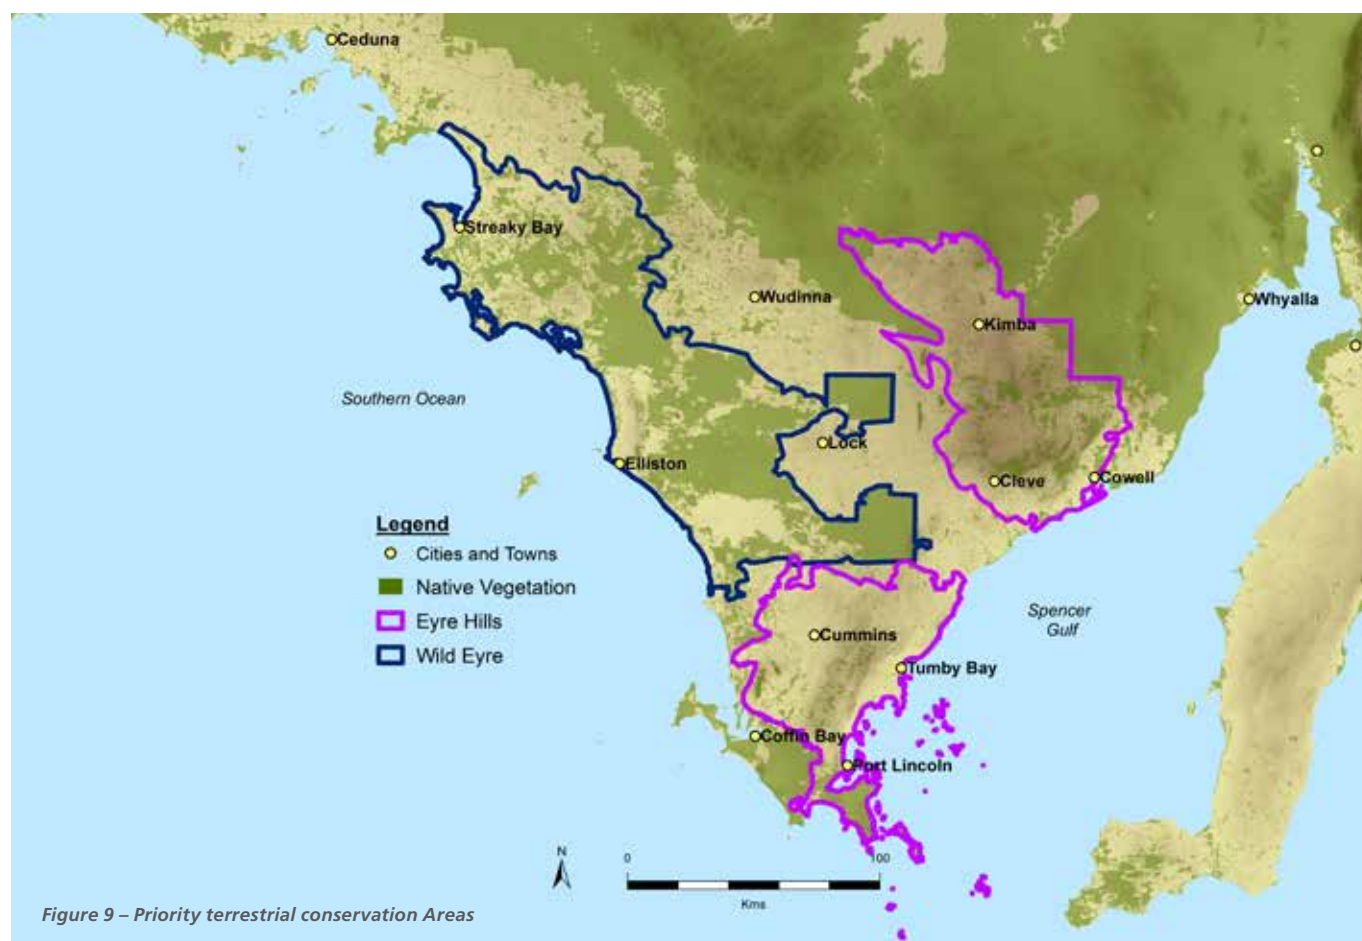 Ceduna
Streaky Bay
Wudinna
Whyalla
Kimba
Southern Ocean
Lock
Elliston
Cleve
Cowell
Legend
Cities and Towns
Native Vegetation
Eyre Hills
Wild Eyre
Spencer
Gulf
Cummins
Tumby Bay
Coffin Bay
Port Lincoln
N
0
100
Kms
Figure 9 – Priority terrestrial conservation Areas